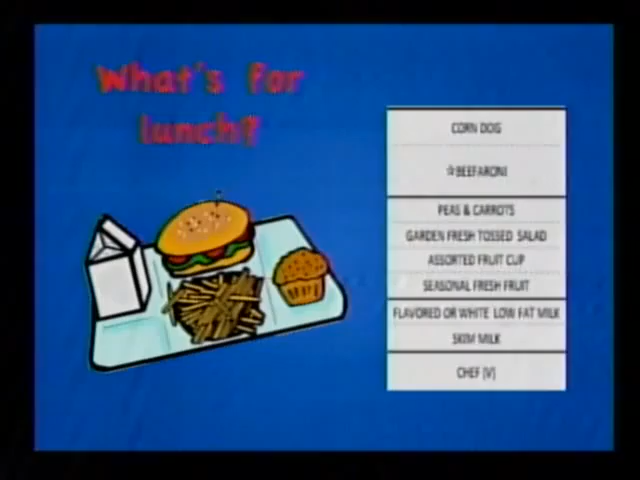 What's for
lunch?
CORN DOG
☆BEEFARONI
PEAS & CARROTS
GARDEN FRESH TOSSED SALAD
ASSORTED FRUIT CUP
SEASONAL FRESH FRUIT
FLAVORED OR WHITE LOW FAT MILK
SKIM MILK
CHEF (V)